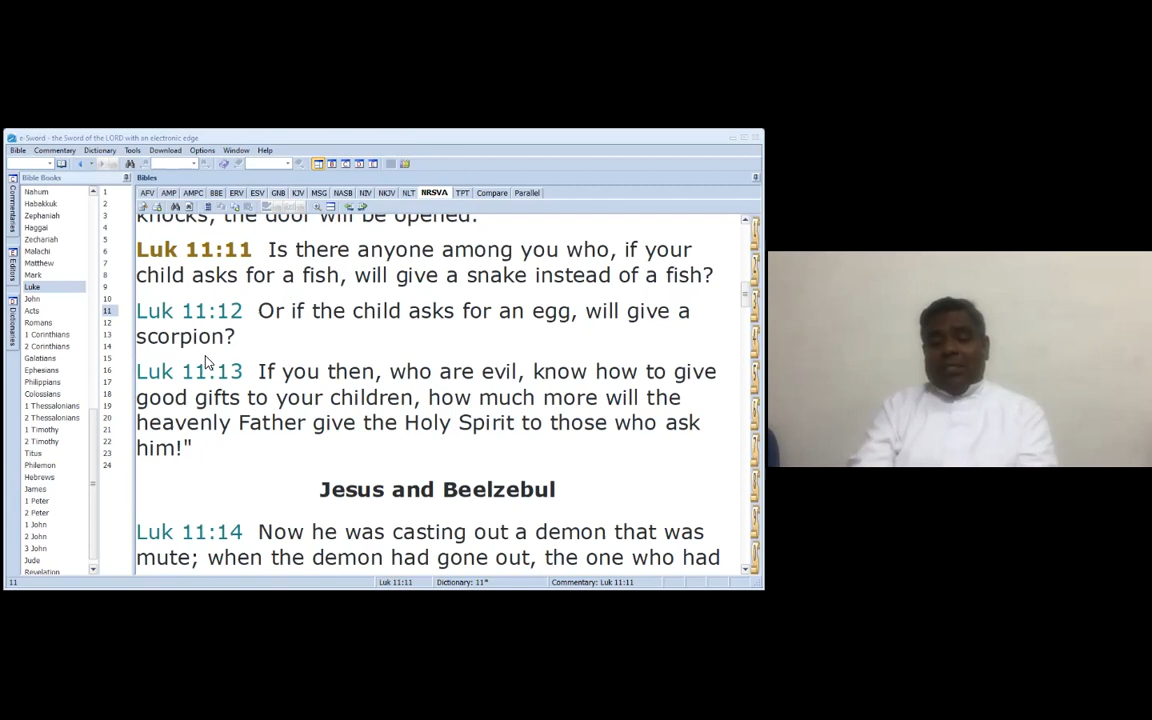 e-Sword - the Sword of the LORD with an electronic edge
Bible Commentary Dictionary Tools Download Options Window Help
Bible Books
Bibles
Commentaries
Editors
Dictionaries
Nahum
Habakkuk
Zephaniah
Haggai
Zechariah
Malachi
Matthew
Mark
Luke
John
Acts
Romans
1 Corinthians
2 Corinthians
Galatians
Ephesians
Philippians
Colossians
1 Thessalonians
2 Thessalonians
1 Timothy
2 Timothy
Titus
Philemon
Hebrews
James
1 Peter
2 Peter
1 John
2 John
3 John
Jude
Revelation
1
2
3
4
5
6
7
8
9
10
11
12
13
14
15
16
17
18
19
20
21
22
23
24
AFV AMP AMPC BBE ERV ESV GNB KJV MSG NASB NIV NKJV NLT NRSVA TPT Compare Parallel
knocks, the door will be opened.
Luk 11:11 Is there anyone among you who, if your
child asks for a fish, will give a snake instead of a fish?
Luk 11:12 Or if the child asks for an egg, will give a
scorpion?
Luk 11:13 If you then, who are evil, know how to give
good gifts to your children, how much more will the
heavenly Father give the Holy Spirit to those who ask
him!"
Jesus and Beelzebul
Luk 11:14 Now he was casting out a demon that was
mute; when the demon had gone out, the one who had
11 Luk 11:11 Dictionary: 11* Commentary: Luk 11:11